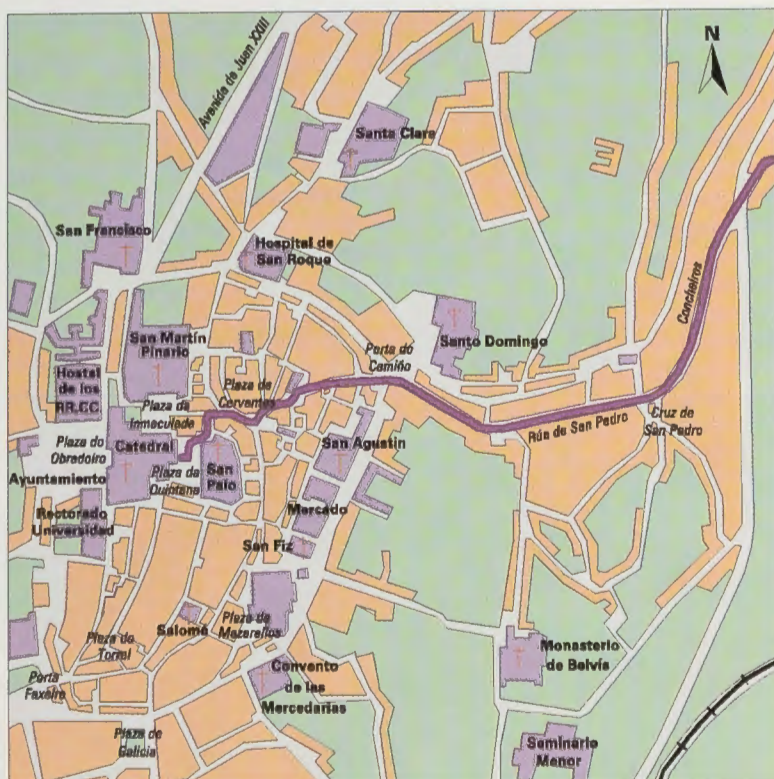 Avenida de Juan XXIII
N
Santa Clara
San Francisco
Hospital de
San Roque
Concheiros
San Martín
Pinario
Santo Domingo
Porta do
Camiño
Hostal
de los
RR.CC
Plaza de
Cervantes
Plaza da
Inmaculada
Rúa de San Pedro
Cruz de
San Pedro
Plaza do
Obradoiro
Catedral
San Agustín
Ayuntamiento
Plaza da
Quintana
San
Paio
Rectorado
Universidad
Mercado
San Fiz
Salomé
Plaza de
Mazarelos
Plaza do
Torral
Monasterio
de Belvís
Porta
Faxeira
Convento
de las
Mercedarias
Plaza de
Galicia
Seminario
Menor